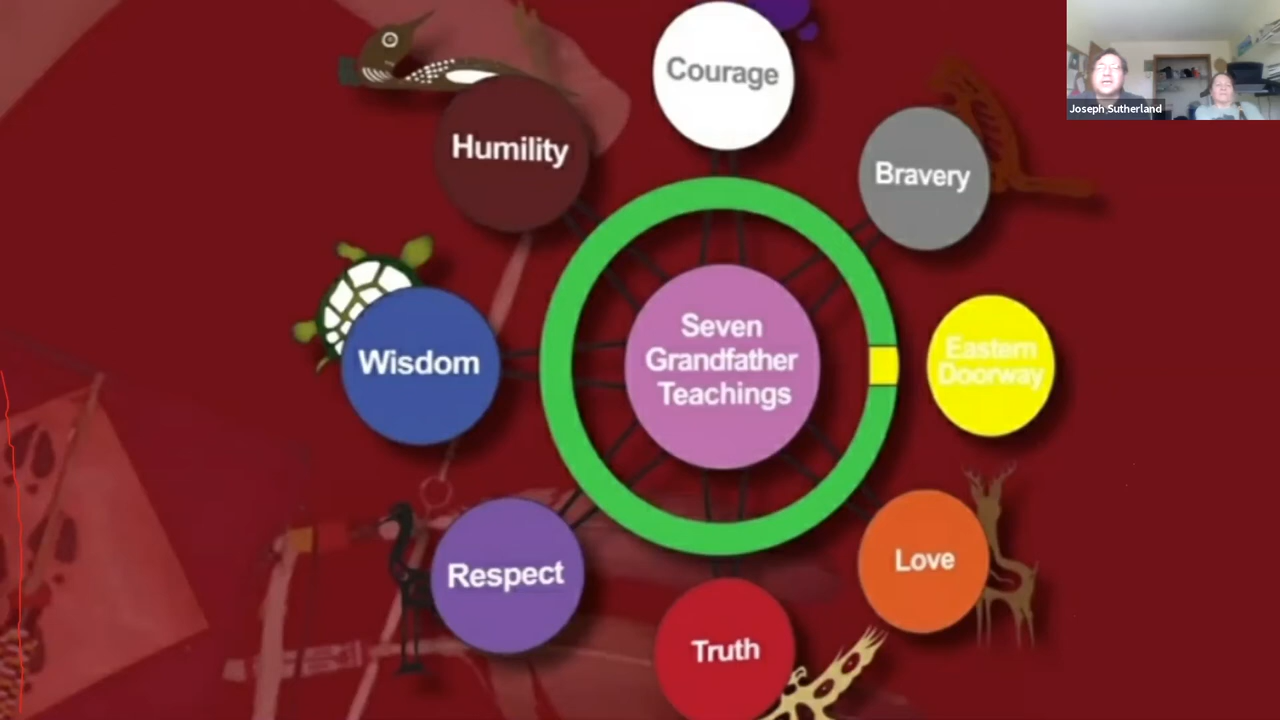 Courage
Joseph Sutherland
Humility
Bravery
Seven
Grandfather
Teachings
Eastern
Doorway
Wisdom
Love
Respect
Truth